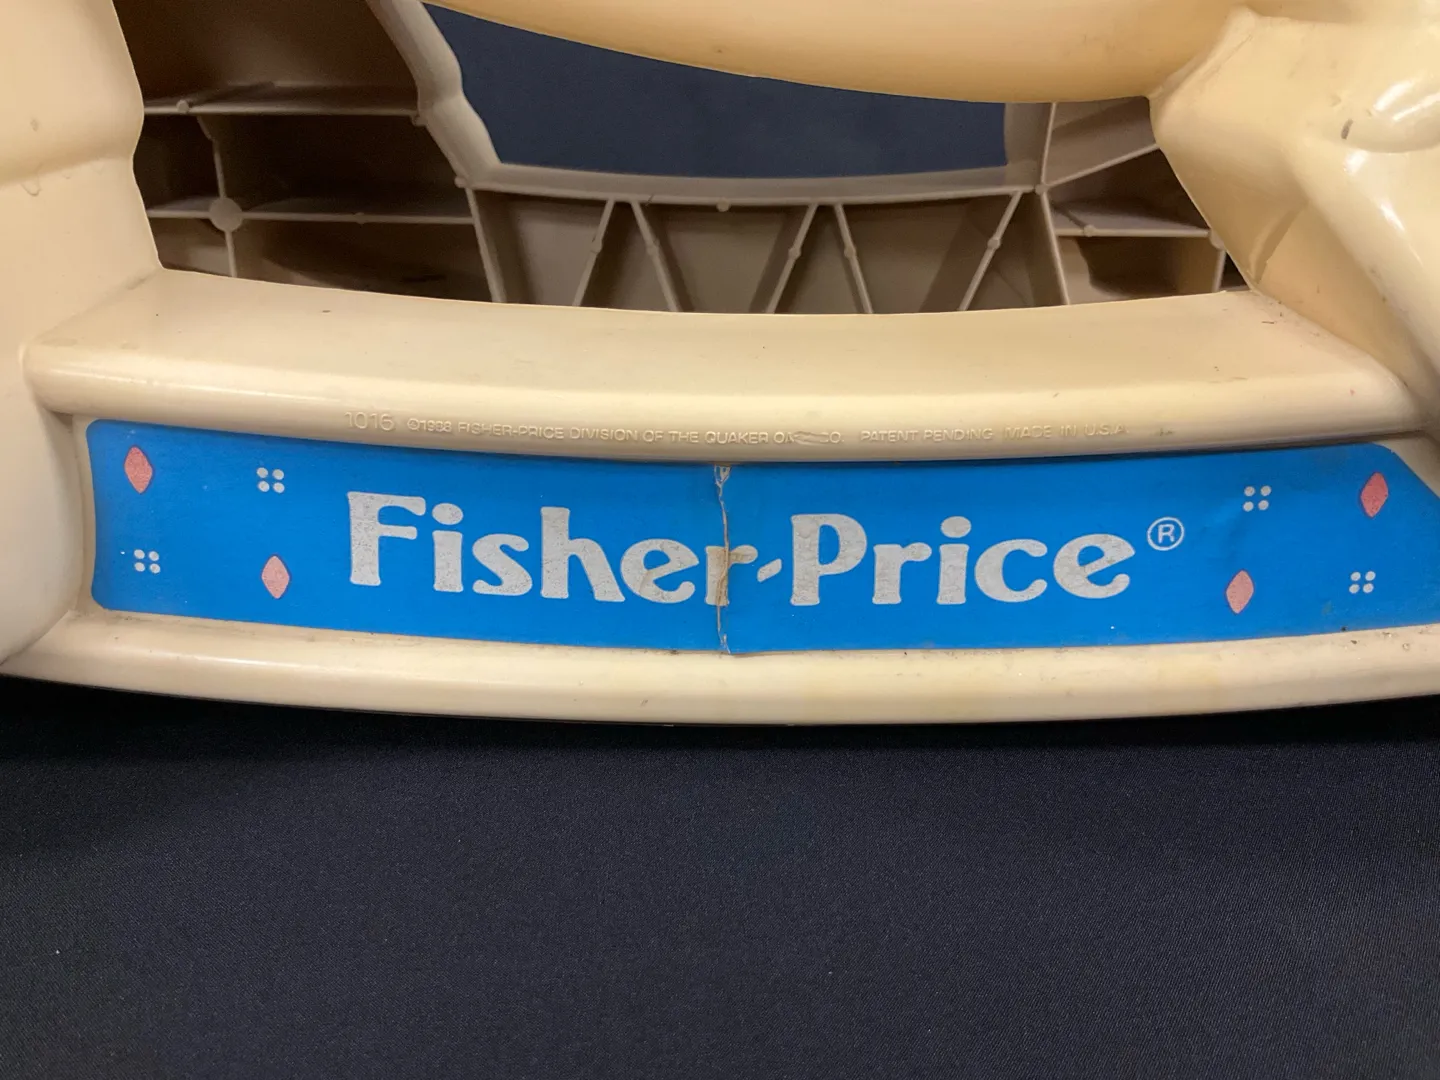 1016 ©1988 FISHER-PRICE DIVISION OF THE QUAKER OATS CO. PATENT PENDING MADE IN U.S.A.
Fisher-Price®